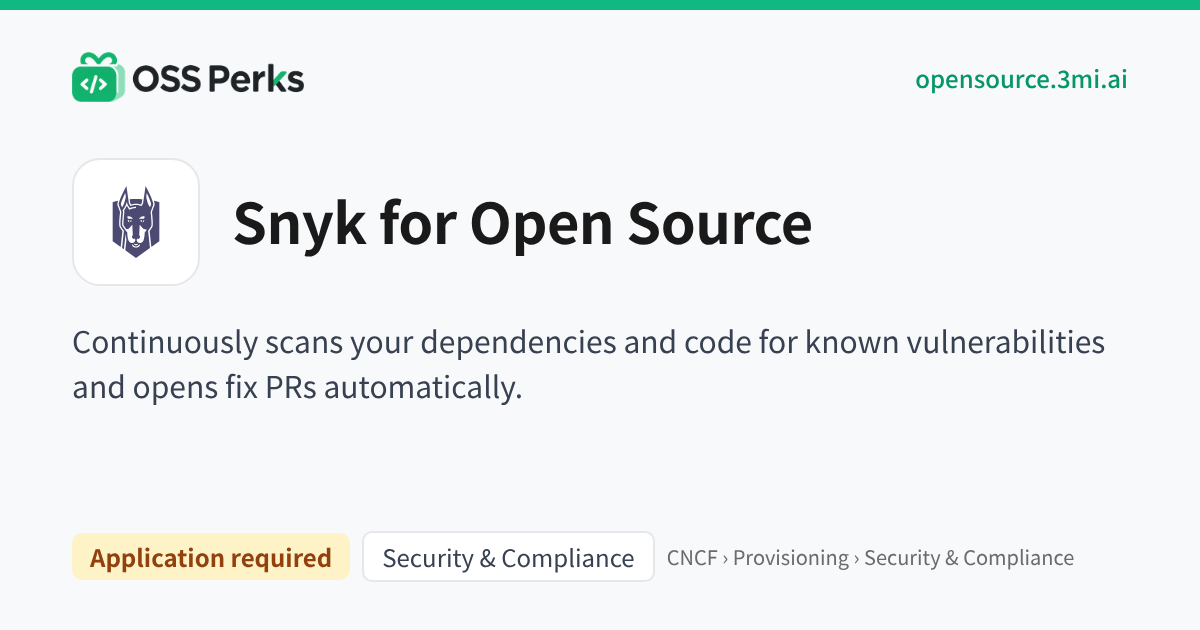 </> OSS Perks
opensource.3mi.ai
Snyk for Open Source
Continuously scans your dependencies and code for known vulnerabilities
and opens fix PRs automatically.
Application required
Security & Compliance
CNCF › Provisioning › Security & Compliance